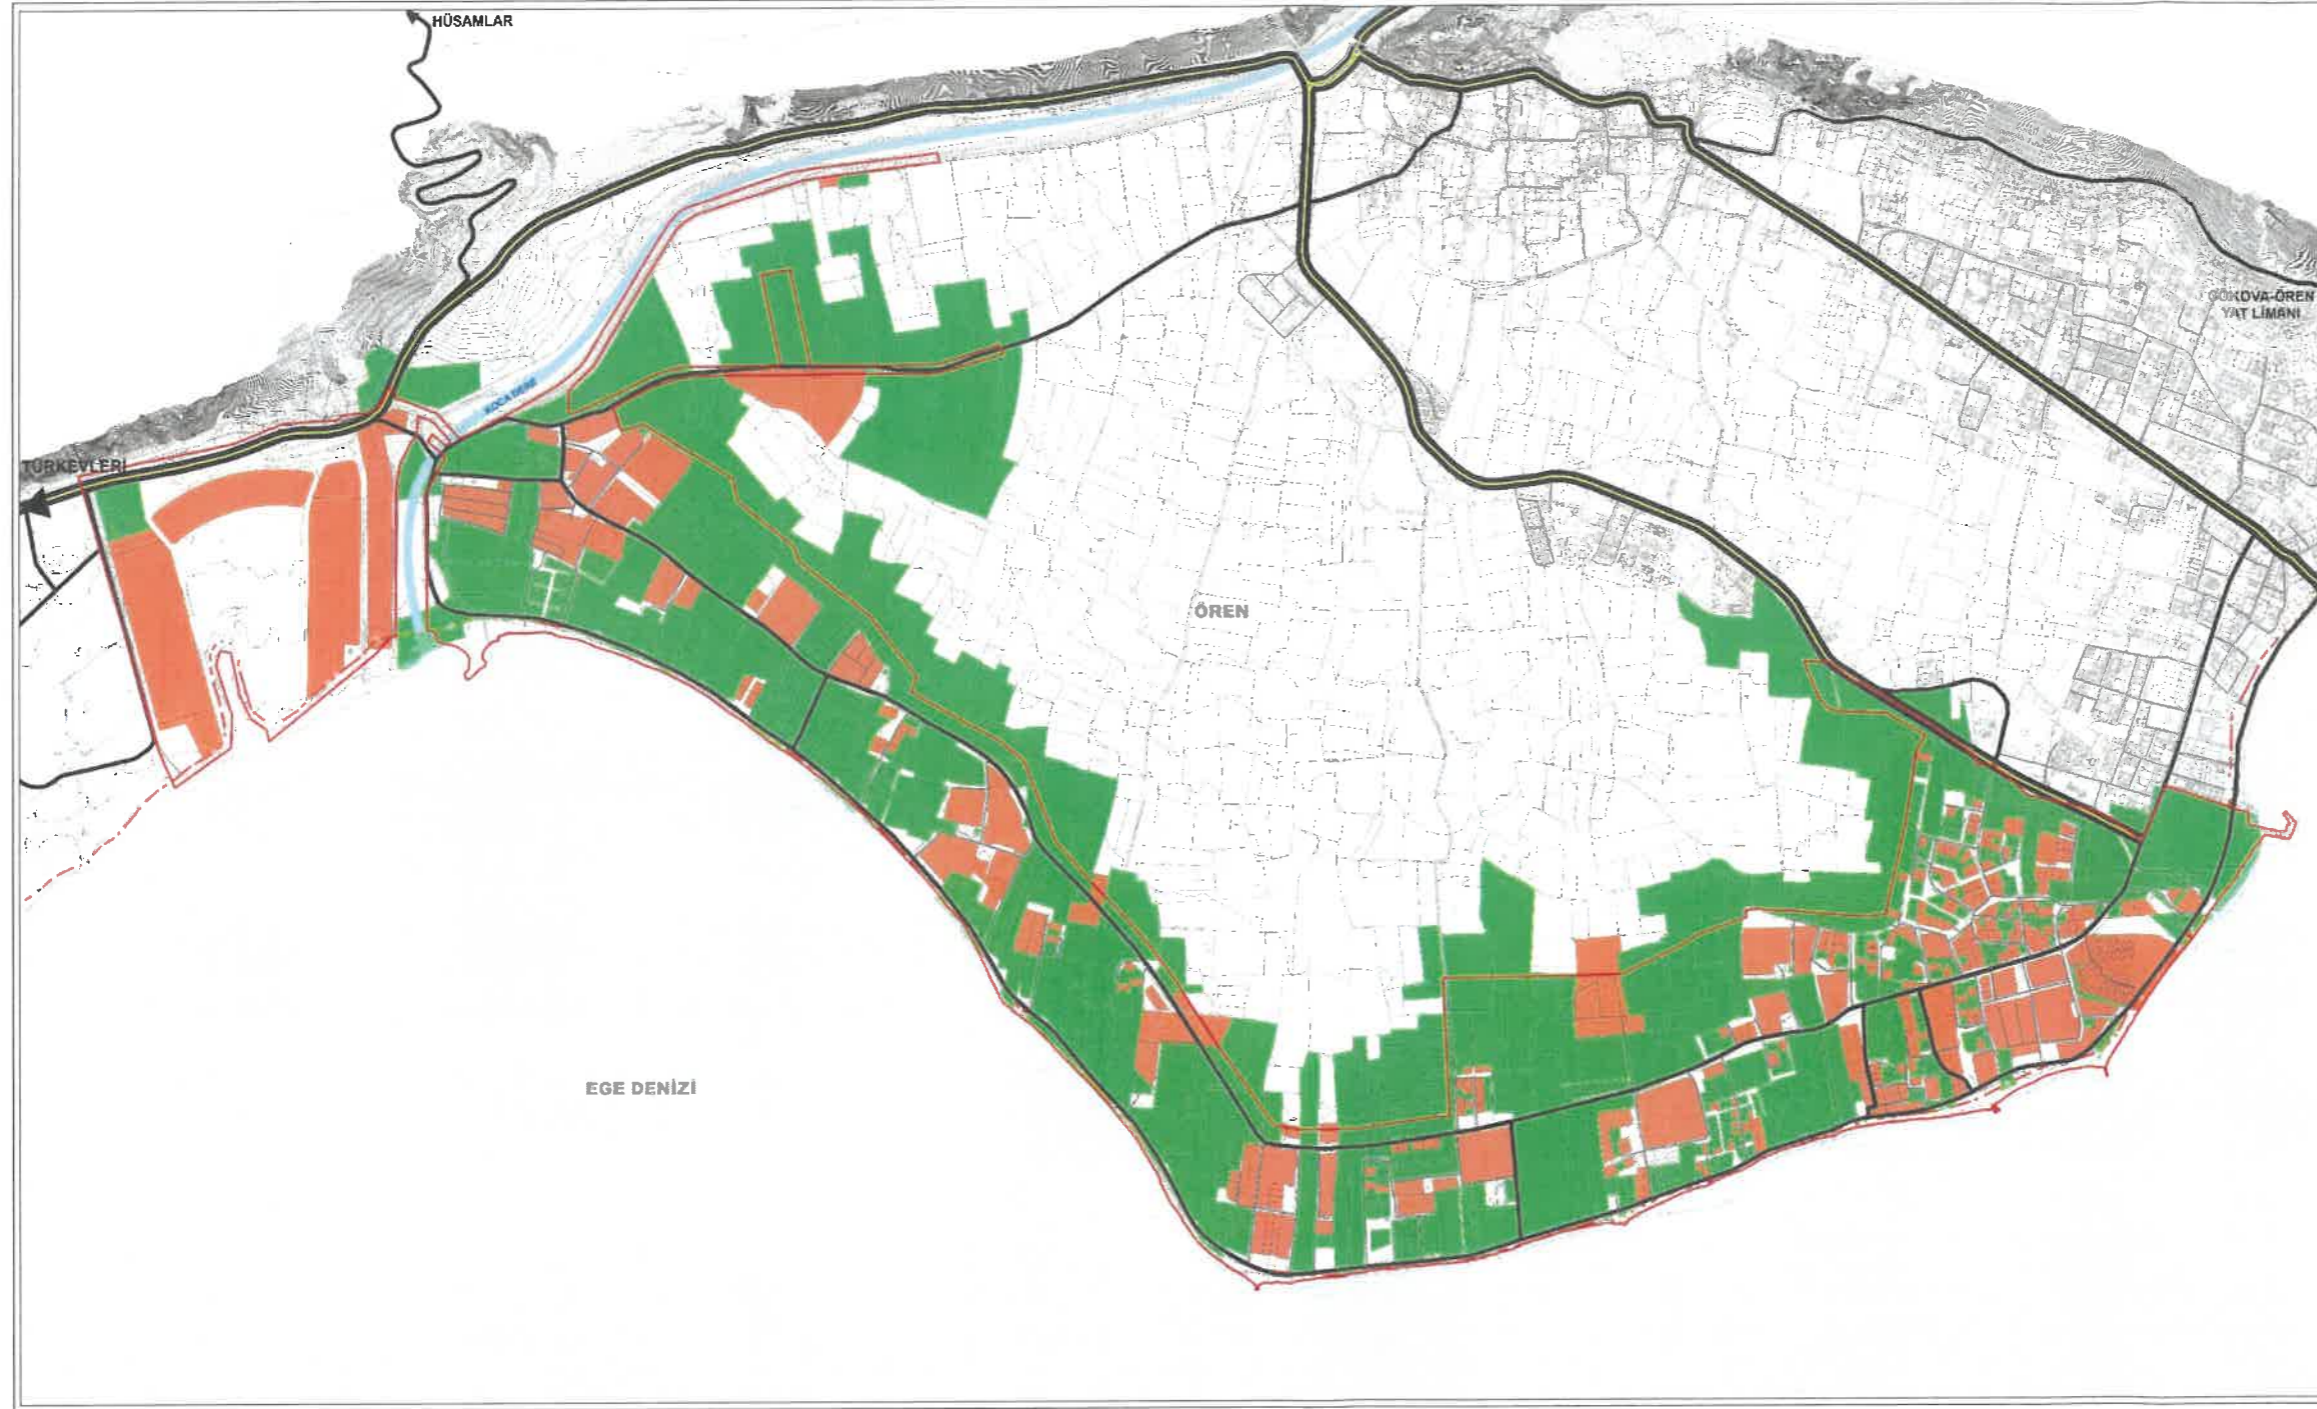 HÜSAMLAR
GÖKOVA-ÖREN
YAT LİMANI
KOCA DERE
TÜRKEVLERİ
ÖREN
EGE DENİZİ